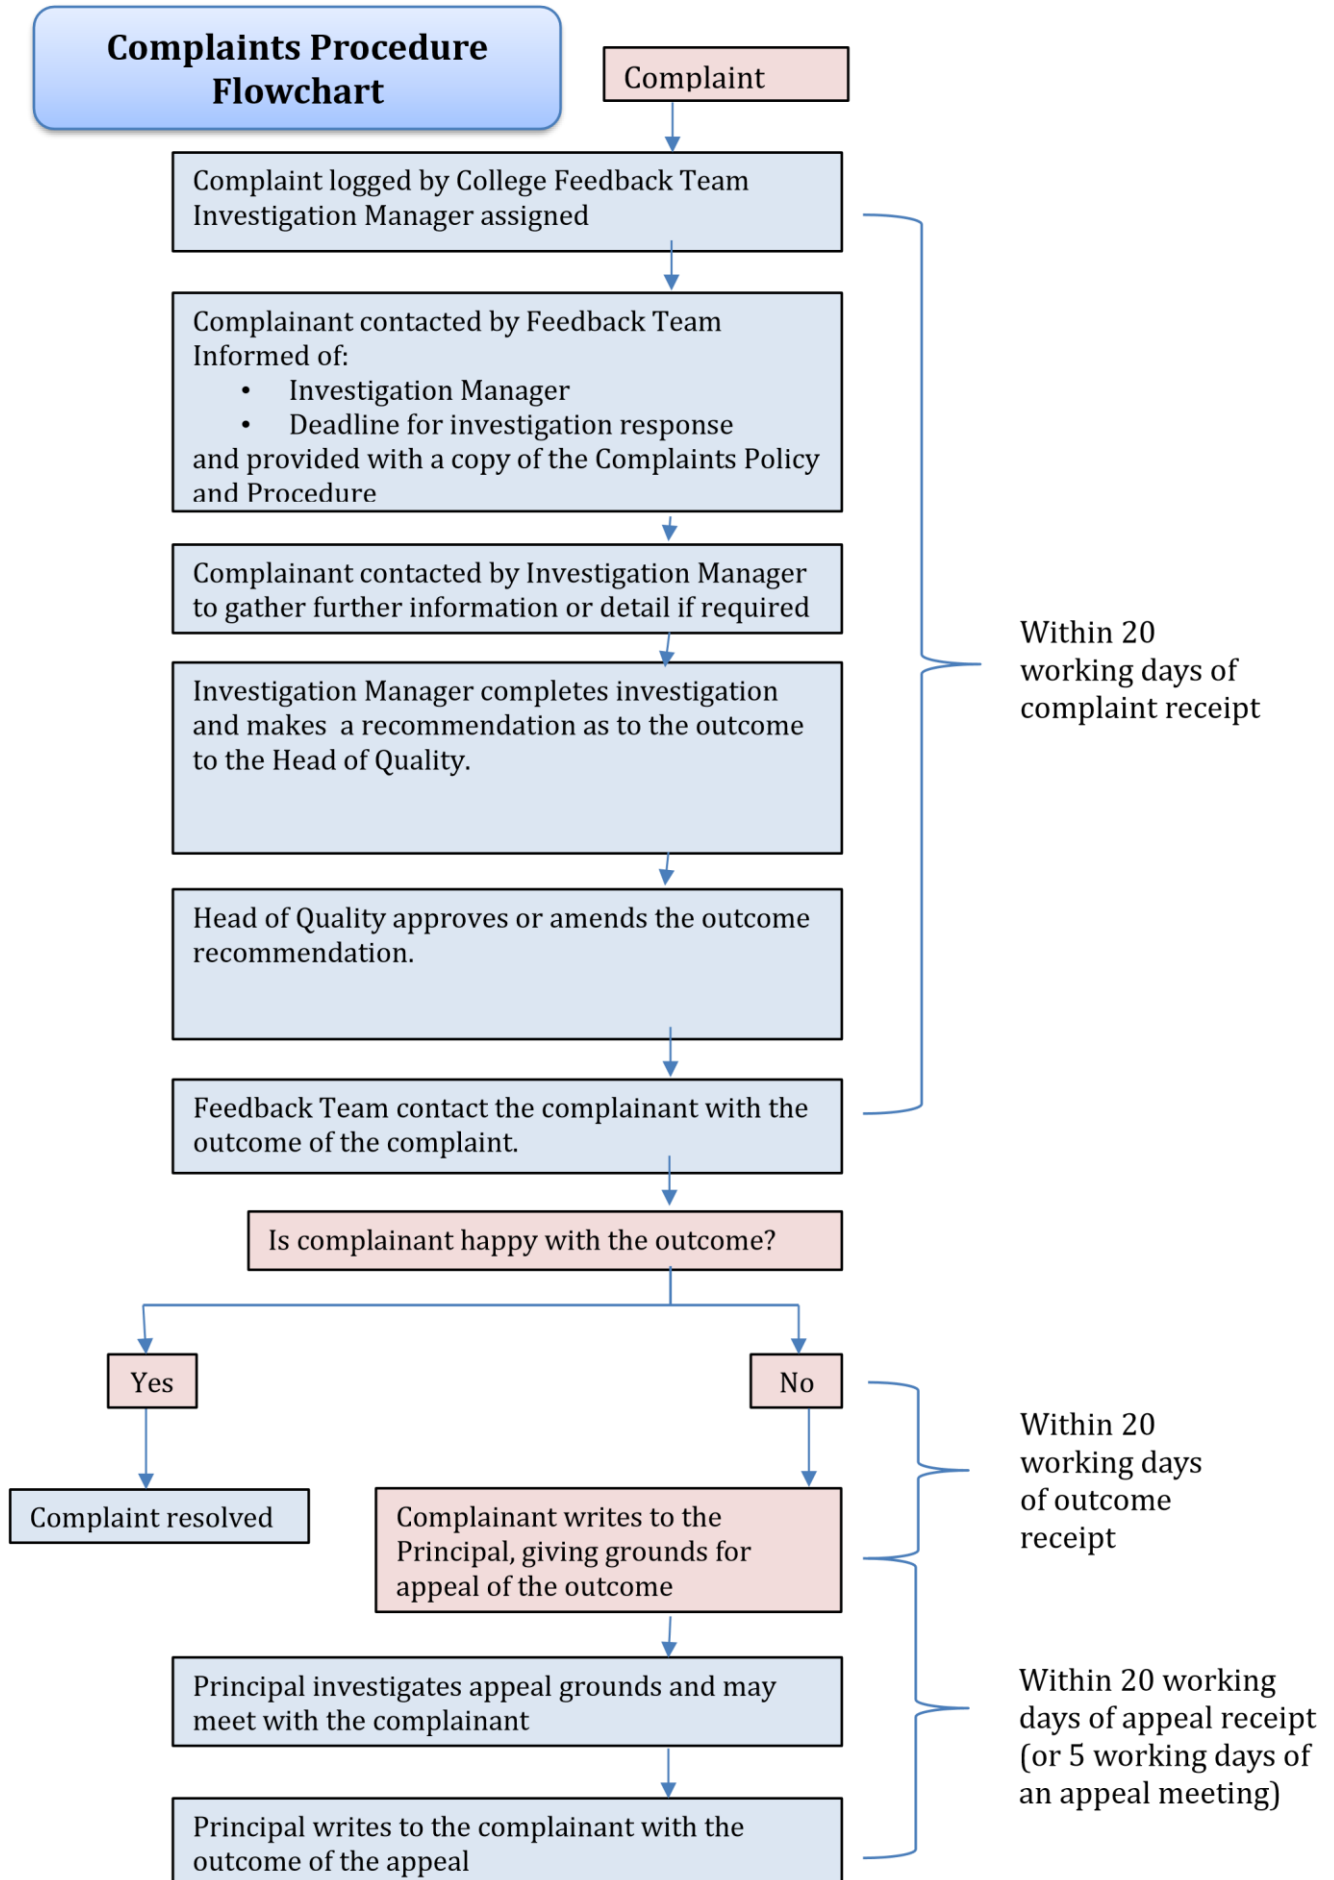 Complaints Procedure
Flowchart
Complaint
Complaint logged by College Feedback Team
Investigation Manager assigned
Complainant contacted by Feedback Team
Informed of:
• Investigation Manager
• Deadline for investigation response
and provided with a copy of the Complaints Policy
and Procedure
Complainant contacted by Investigation Manager
to gather further information or detail if required
Within 20
working days of
complaint receipt
Investigation Manager completes investigation
and makes a recommendation as to the outcome
to the Head of Quality.
Head of Quality approves or amends the outcome
recommendation.
Feedback Team contact the complainant with the
outcome of the complaint.
Is complainant happy with the outcome?
Yes
No
Within 20
working days
of outcome
receipt
Complaint resolved
Complainant writes to the
Principal, giving grounds for
appeal of the outcome
Principal investigates appeal grounds and may
meet with the complainant
Within 20 working
days of appeal receipt
(or 5 working days of
an appeal meeting)
Principal writes to the complainant with the
outcome of the appeal